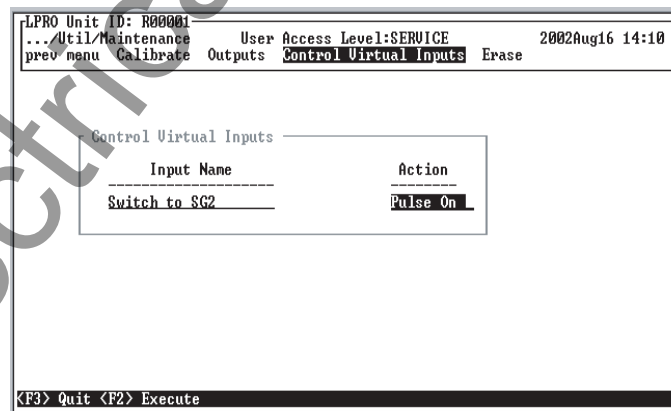 LPRO Unit ID: R00001
.../Util/Maintenance User Access Level:SERVICE 2002Aug16 14:10
prev menu Calibrate Outputs Control Virtual Inputs Erase
Control Virtual Inputs
Input Name Action
Switch to SG2 Pulse On
<F3> Quit <F2> Execute